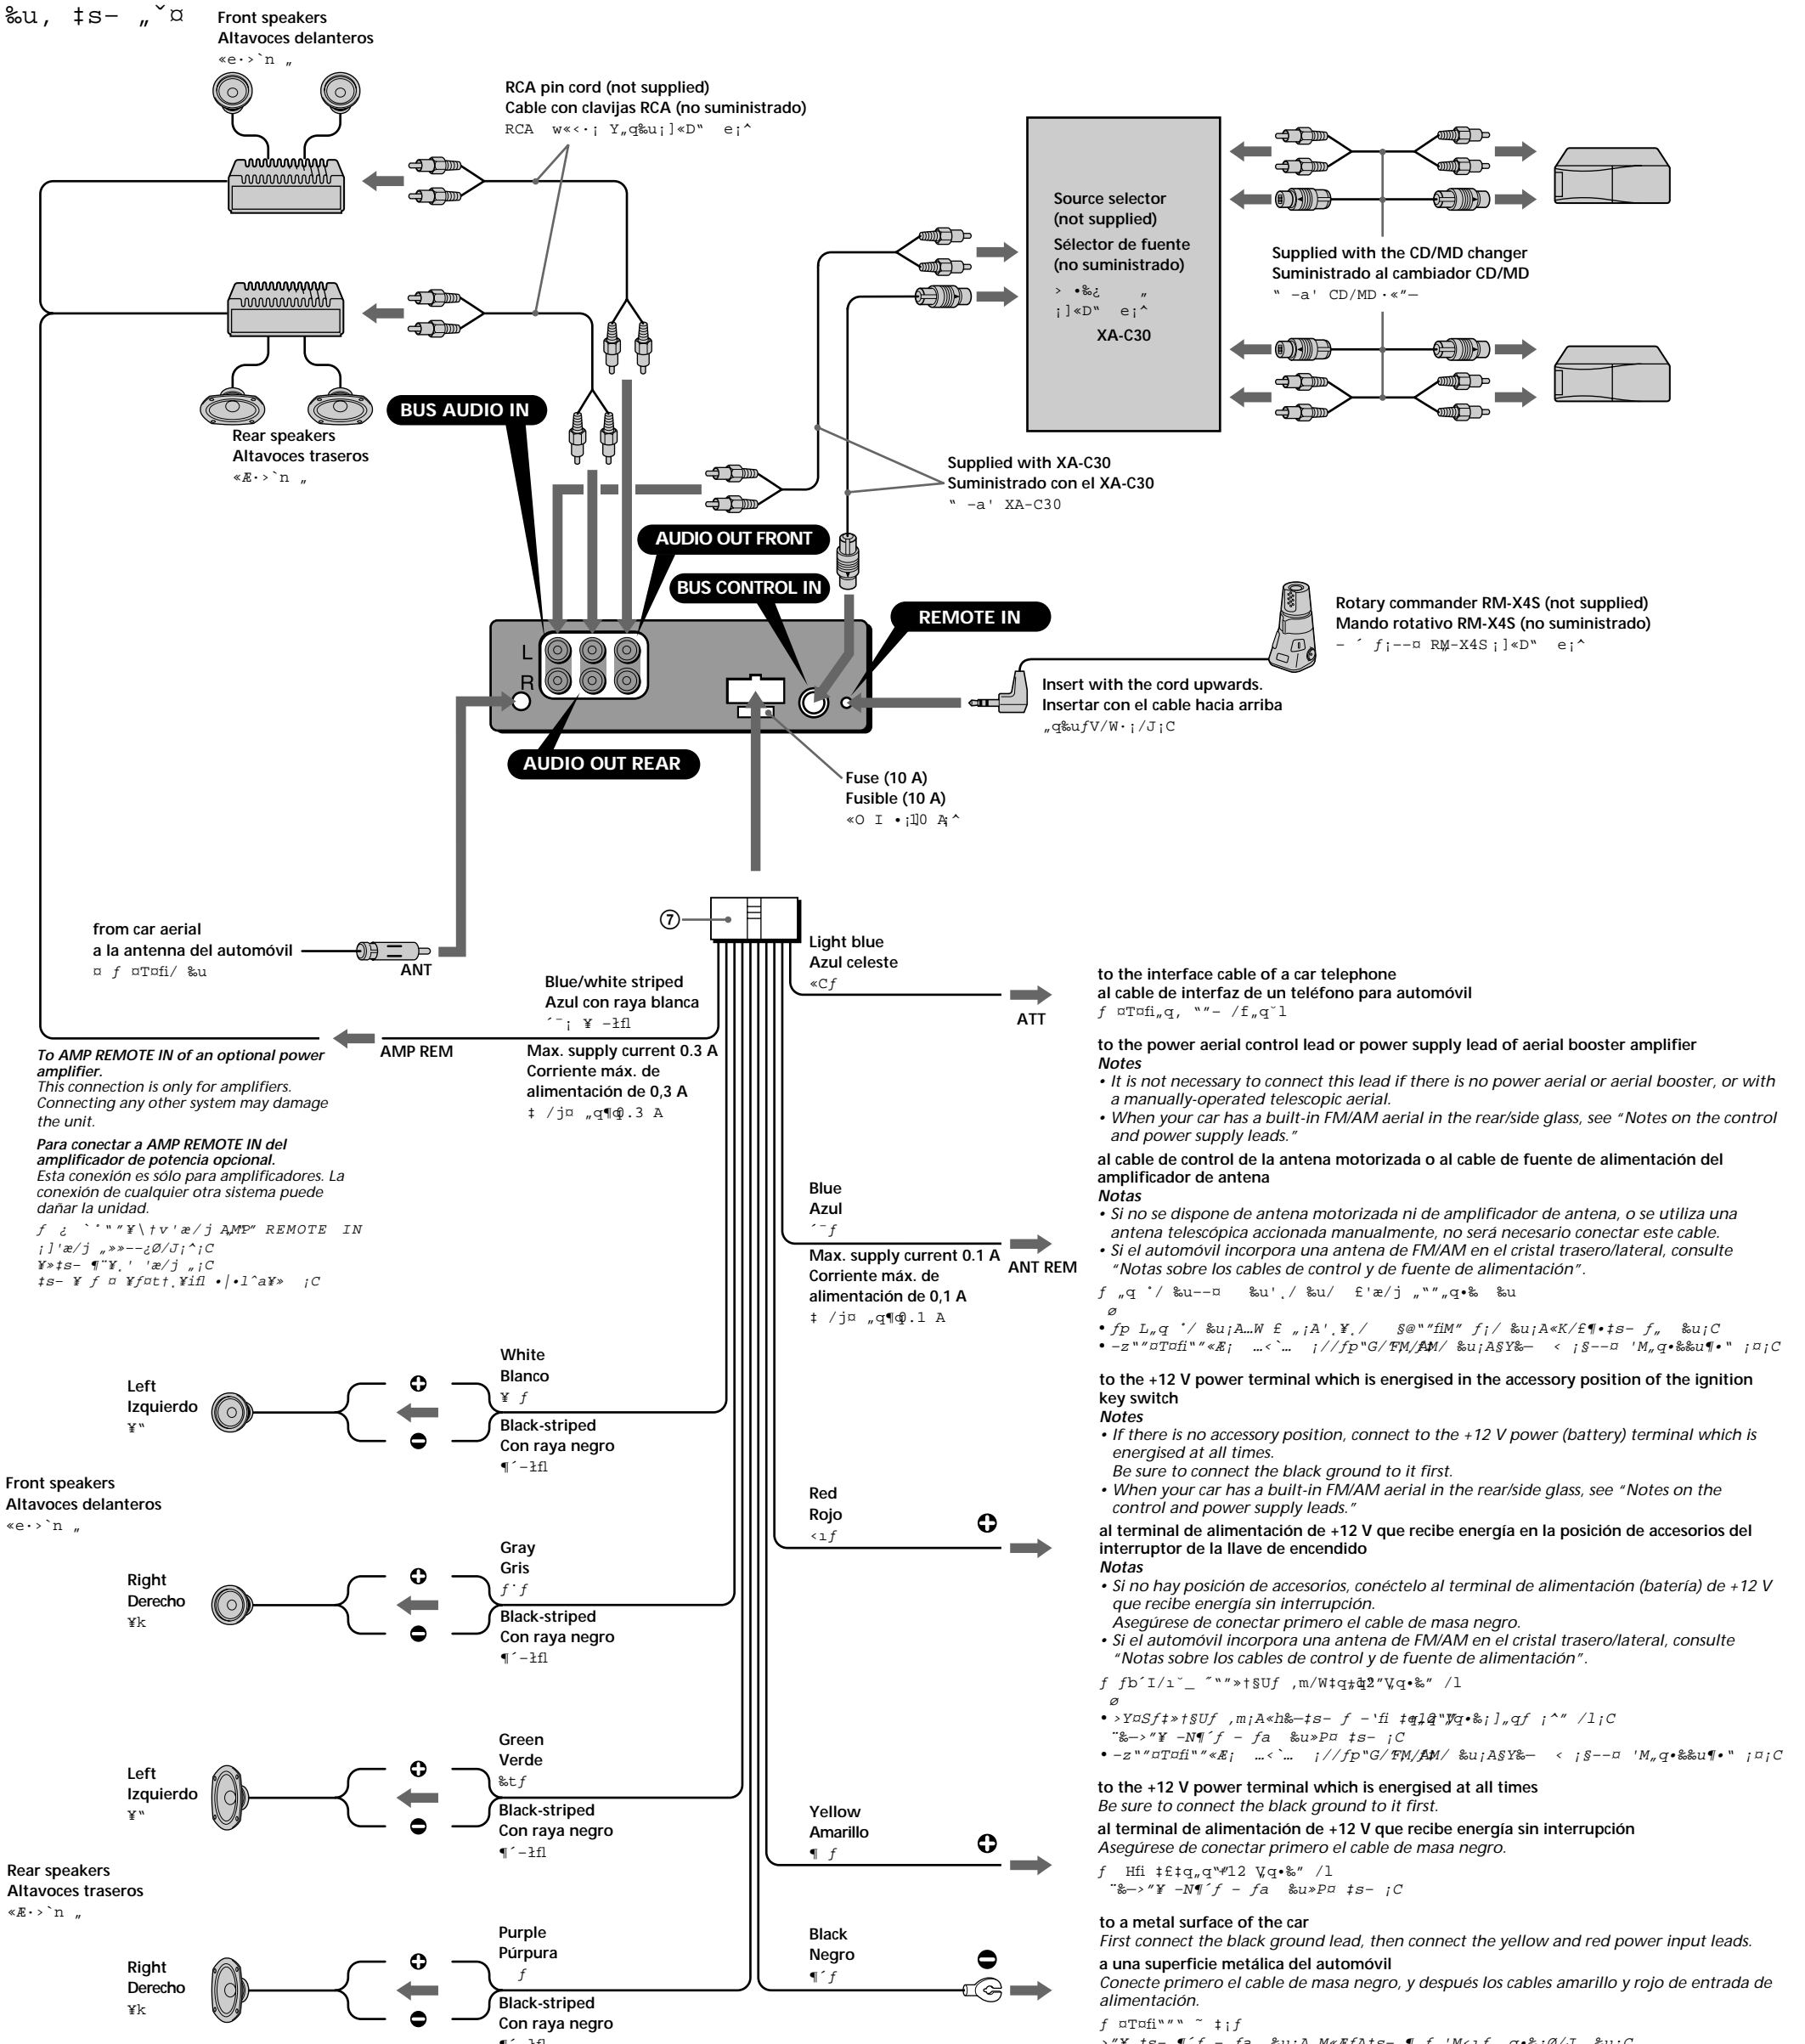 Front speakers
Altavoces delanteros
RCA pin cord (not supplied)
Cable con clavijas RCA (no suministrado)
Source selector
(not supplied)
Sélector de fuente
(no suministrado)
XA-C30
Supplied with the CD/MD changer
Suministrado al cambiador CD/MD
Rear speakers
Altavoces traseros
BUS AUDIO IN
Supplied with XA-C30
Suministrado con el XA-C30
AUDIO OUT FRONT
BUS CONTROL IN
REMOTE IN
L
R
Rotary commander RM-X4S (not supplied)
Mando rotativo RM-X4S (no suministrado)
Insert with the cord upwards.
Insertar con el cable hacia arriba
AUDIO OUT REAR
Fuse (10 A)
Fusible (10 A)
7
from car aerial
a la antenna del automóvil
ANT
Light blue
Azul celeste
ATT
to the interface cable of a car telephone
al cable de interfaz de un teléfono para automóvil
Blue/white striped
Azul con raya blanca
AMP REM
Max. supply current 0.3 A
Corriente máx. de
alimentación de 0,3 A
To AMP REMOTE IN of an optional power
amplifier.
This connection is only for amplifiers.
Connecting any other system may damage
the unit.
Para conectar a AMP REMOTE IN del
amplificador de potencia opcional.
Esta conexión es sólo para amplificadores. La
conexión de cualquier otra sistema puede
dañar la unidad.
Blue
Azul
Max. supply current 0.1 A
Corriente máx. de
alimentación de 0,1 A
ANT REM
to the power aerial control lead or power supply lead of aerial booster amplifier
Notes
• It is not necessary to connect this lead if there is no power aerial or aerial booster, or with
a manually-operated telescopic aerial.
• When your car has a built-in FM/AM aerial in the rear/side glass, see “Notes on the control
and power supply leads.”
al cable de control de la antena motorizada o al cable de fuente de alimentación del
amplificador de antena
Notas
• Si no se dispone de antena motorizada ni de amplificador de antena, o se utiliza una
antena telescópica accionada manualmente, no será necesario conectar este cable.
• Si el automóvil incorpora una antena de FM/AM en el cristal trasero/lateral, consulte
“Notas sobre los cables de control y de fuente de alimentación”.
Left
Izquierdo
White
Blanco
Black-striped
Con raya negro
Front speakers
Altavoces delanteros
Right
Derecho
Gray
Gris
Black-striped
Con raya negro
Red
Rojo
to the +12 V power terminal which is energised in the accessory position of the ignition
key switch
Notes
• If there is no accessory position, connect to the +12 V power (battery) terminal which is
energised at all times.
Be sure to connect the black ground to it first.
• When your car has a built-in FM/AM aerial in the rear/side glass, see “Notes on the
control and power supply leads.”
al terminal de alimentación de +12 V que recibe energía en la posición de accesorios del
interruptor de la llave de encendido
Notas
• Si no hay posición de accesorios, conéctelo al terminal de alimentación (batería) de +12 V
que recibe energía sin interrupción.
Asegúrese de conectar primero el cable de masa negro.
• Si el automóvil incorpora una antena de FM/AM en el cristal trasero/lateral, consulte
“Notas sobre los cables de control y de fuente de alimentación”.
Left
Izquierdo
Green
Verde
Black-striped
Con raya negro
Rear speakers
Altavoces traseros
Right
Derecho
Purple
Púrpura
Black-striped
Con raya negro
Yellow
Amarillo
to the +12 V power terminal which is energised at all times
Be sure to connect the black ground to it first.
al terminal de alimentación de +12 V que recibe energía sin interrupción
Asegúrese de conectar primero el cable de masa negro.
Black
Negro
to a metal surface of the car
First connect the black ground lead, then connect the yellow and red power input leads.
a una superficie metálica del automóvil
Conecte primero el cable de masa negro, y después los cables amarillo y rojo de entrada de
alimentación.